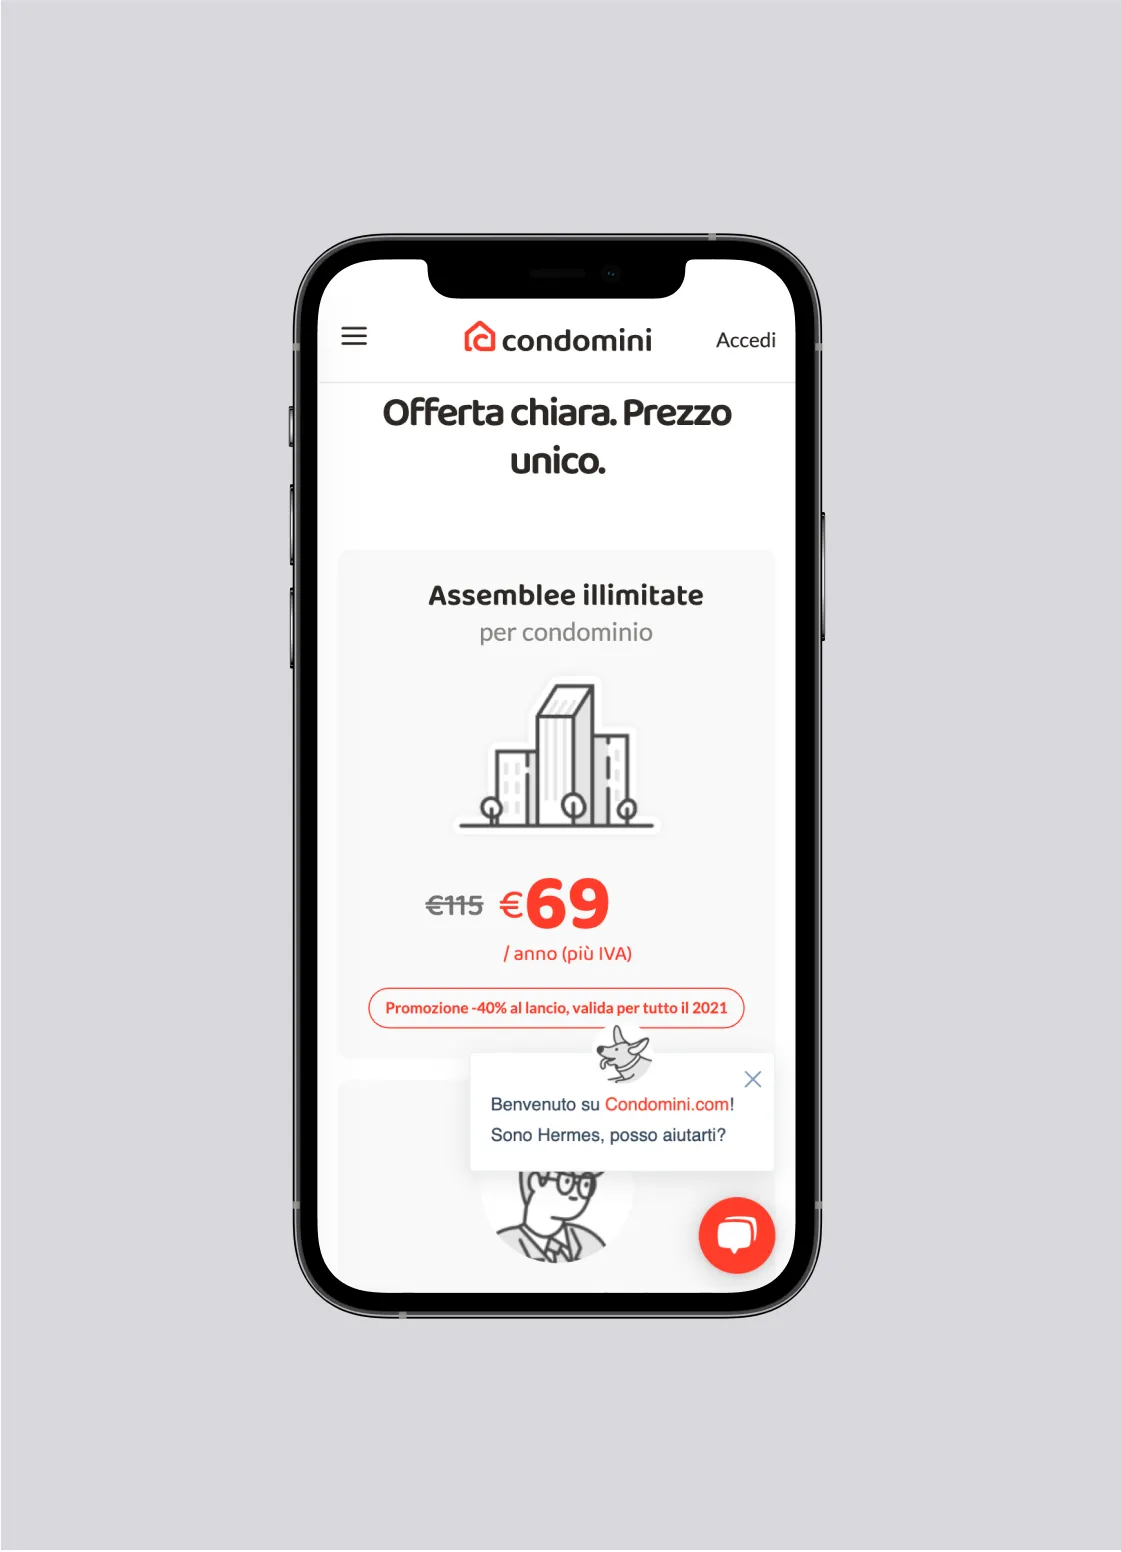 condomini
Accedi
Offerta chiara. Prezzo
unico.
Assemblee illimitate
per condominio
€115 €69
/ anno (più IVA)
Promozione -40% al lancio, valida per tutto il 2021
Benvenuto su Condomini.com!
Sono Hermes, posso aiutarti?